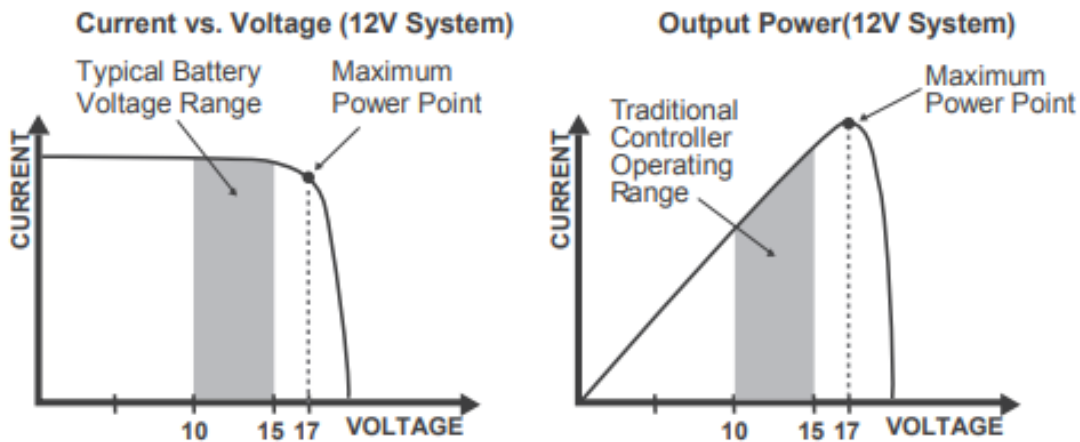 Current vs. Voltage (12V System)
Typical Battery
Voltage Range
Maximum
Power Point
CURRENT
10
15
17
VOLTAGE
Output Power(12V System)
Traditional
Controller
Operating
Range
Maximum
Power Point
CURRENT
10
15
17
VOLTAGE